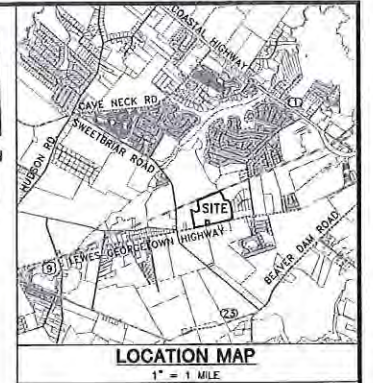 COASTAL HIGHWAY
1
CAVE NECK RD
SWEETBRIAR ROAD
HUDSON RD
SITE
LEWES GEORGETOWN HIGHWAY
9
BEAVER DAM ROAD
23
LOCATION MAP
1" = 1 MILE